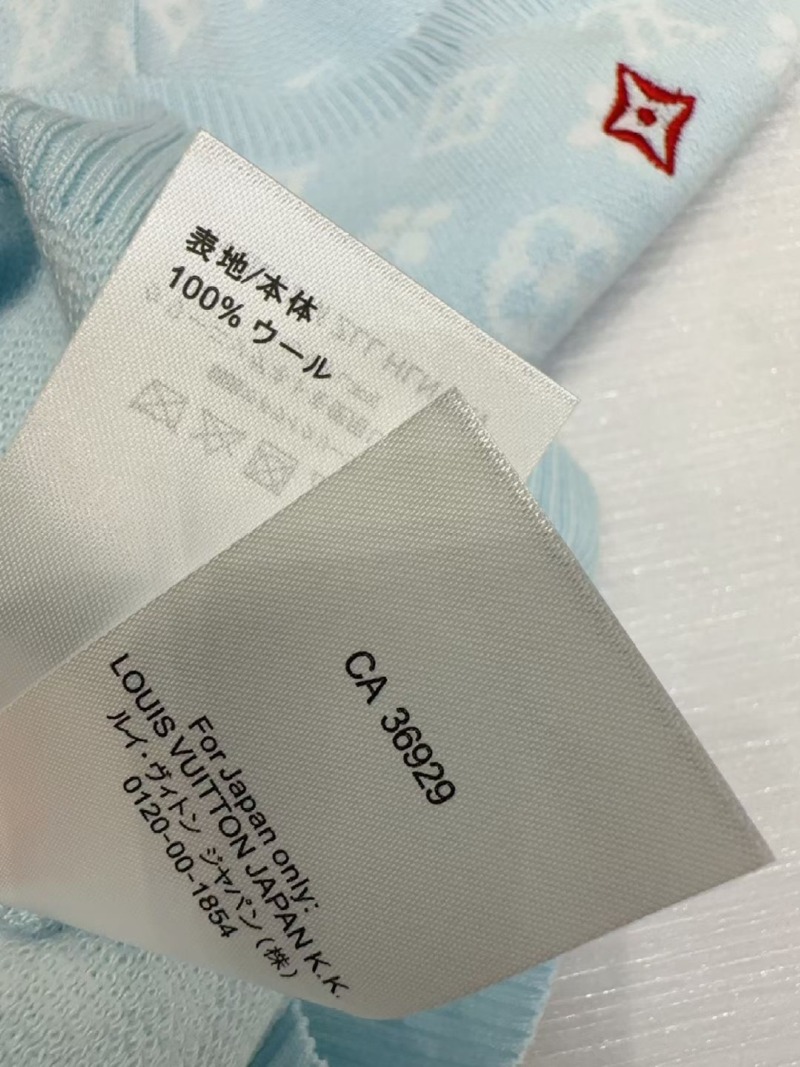 表地/本体
100% ウール
CA 36929
For Japan only:
LOUIS VUITTON JAPAN K.K.
ルイ・ヴィトン ジャパン (株)
0120-00-1854